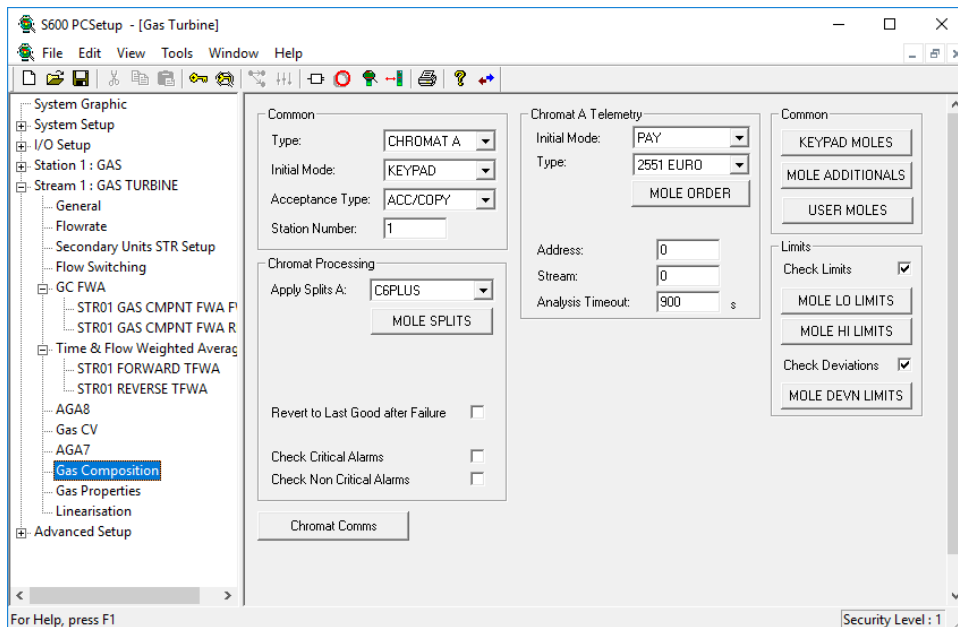 S600 PCSetup - [Gas Turbine]
File Edit View Tools Window Help
System Graphic
System Setup
I/O Setup
Station 1 : GAS
Stream 1 : GAS TURBINE
General
Flowrate
Secondary Units STR Setup
Flow Switching
GC FWA
STR01 GAS CMPNT FWA F
STR01 GAS CMPNT FWA R
Time & Flow Weighted Averag
STR01 FORWARD TFWA
STR01 REVERSE TFWA
AGA8
Gas CV
AGA7
Gas Composition
Gas Properties
Linearisation
Advanced Setup
Common
Type: CHROMAT A
Initial Mode: KEYPAD
Acceptance Type: ACC/COPY
Station Number: 1
Chromat Processing
Apply Splits A: C6PLUS
MOLE SPLITS
Revert to Last Good after Failure
Check Critical Alarms
Check Non Critical Alarms
Chromat Comms
Chromat A Telemetry
Initial Mode: PAY
Type: 2551 EURO
MOLE ORDER
Address: 0
Stream: 0
Analysis Timeout: 900 s
Common
KEYPAD MOLES
MOLE ADDITIONALS
USER MOLES
Limits
Check Limits
MOLE LO LIMITS
MOLE HI LIMITS
Check Deviations
MOLE DEVN LIMITS
For Help, press F1
Security Level : 1